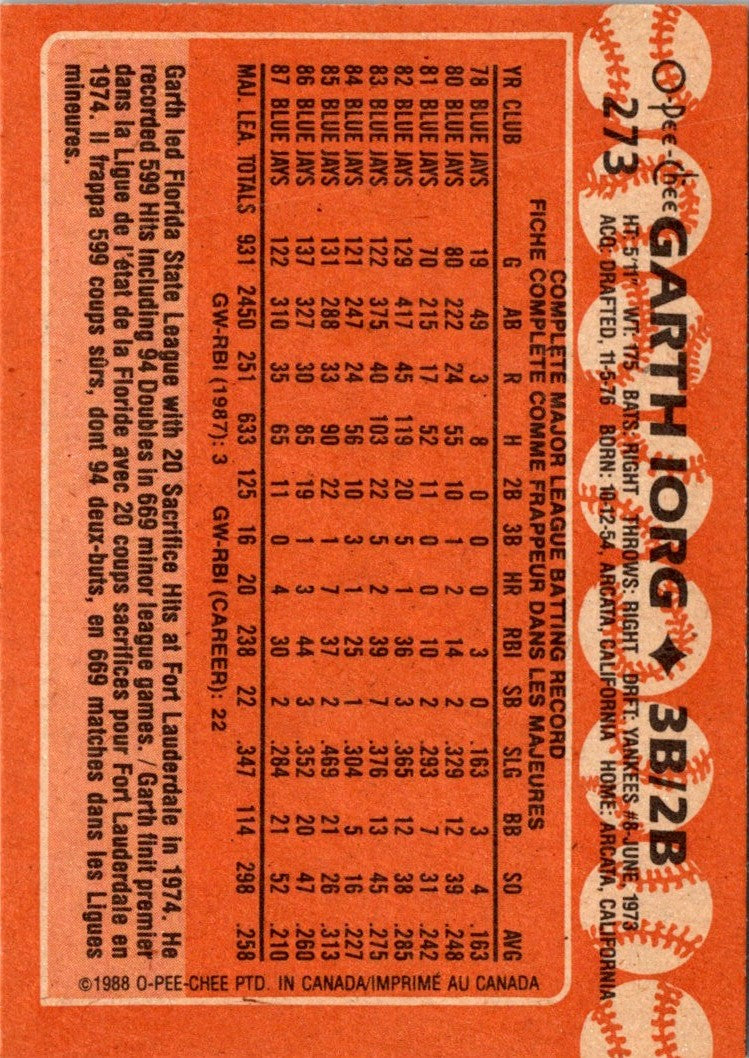 O-Pee-Chee
273
GARTH IORG ♦ 3B/2B
HT: 5'11" WT: 175 BATS: RIGHT THROWS: RIGHT DRFT: YANKEES #8-JUNE, 1973
ACQ: DRAFTED, 11-5-76 BORN: 10-12-54, ARCATA, CALIFORNIA HOME: ARCATA, CALIFORNIA
COMPLETE MAJOR LEAGUE BATTING RECORD
FICHE COMPLÈTE COMME FRAPPEUR DANS LES MAJEURES
YR CLUB G AB R H 2B 3B HR RBI SB SLG BB SO AVG
78 BLUE JAYS 19 49 3 8 0 0 0 3 0 .163 3 4 .163
80 BLUE JAYS 80 222 24 55 10 1 2 14 2 .329 12 39 .248
81 BLUE JAYS 70 215 17 52 11 0 0 10 2 .293 7 31 .242
82 BLUE JAYS 129 417 45 119 20 5 1 36 3 .365 12 38 .285
83 BLUE JAYS 122 375 40 103 22 5 2 39 7 .376 13 45 .275
84 BLUE JAYS 121 247 24 56 10 3 1 25 1 .304 5 16 .227
85 BLUE JAYS 131 288 33 90 22 1 7 37 2 .469 21 26 .313
86 BLUE JAYS 137 327 30 85 19 1 3 44 3 .352 20 47 .260
87 BLUE JAYS 122 310 35 65 11 0 4 30 2 .284 21 52 .210
MAJ. LEA. TOTALS 931 2450 251 633 125 16 20 238 22 .347 114 298 .258
GW-RBI (1987): 3 GW-RBI (CAREER): 22
Garth led Florida State League with 20 Sacrifice Hits at Fort Lauderdale in 1974. He
recorded 599 Hits including 94 Doubles in 669 minor league games. / Garth finit premier
dans la Ligue de l'état de la Floride avec 20 coups sacrifices pour Fort Lauderdale en
1974. Il frappa 599 coups sûrs, dont 94 deux-buts, en 669 matches dans les Ligues
mineures.
©1988 O-PEE-CHEE PTD. IN CANADA/IMPRIMÉ AU CANADA